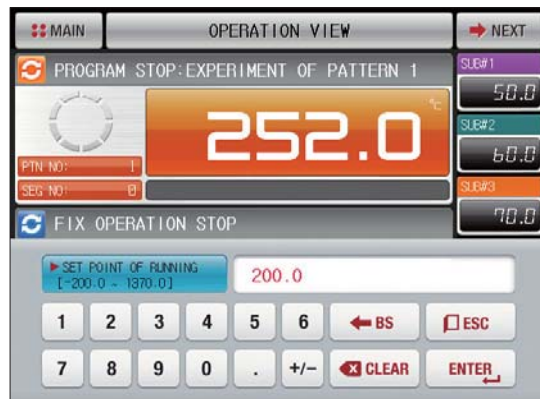 MAIN
OPERATION VIEW
NEXT
PROGRAM STOP:EXPERIMENT OF PATTERN 1
SUB#1
50.0
℃
252.0
SUB#2
60.0
PTN NO: 1
SEG NO: 0
SUB#3
70.0
FIX OPERATION STOP
SET POINT OF RUNNING
[-200.0 ~ 1370.0]
200.0
1 2 3 4 5 6 BS ESC
7 8 9 0 . +/- CLEAR ENTER